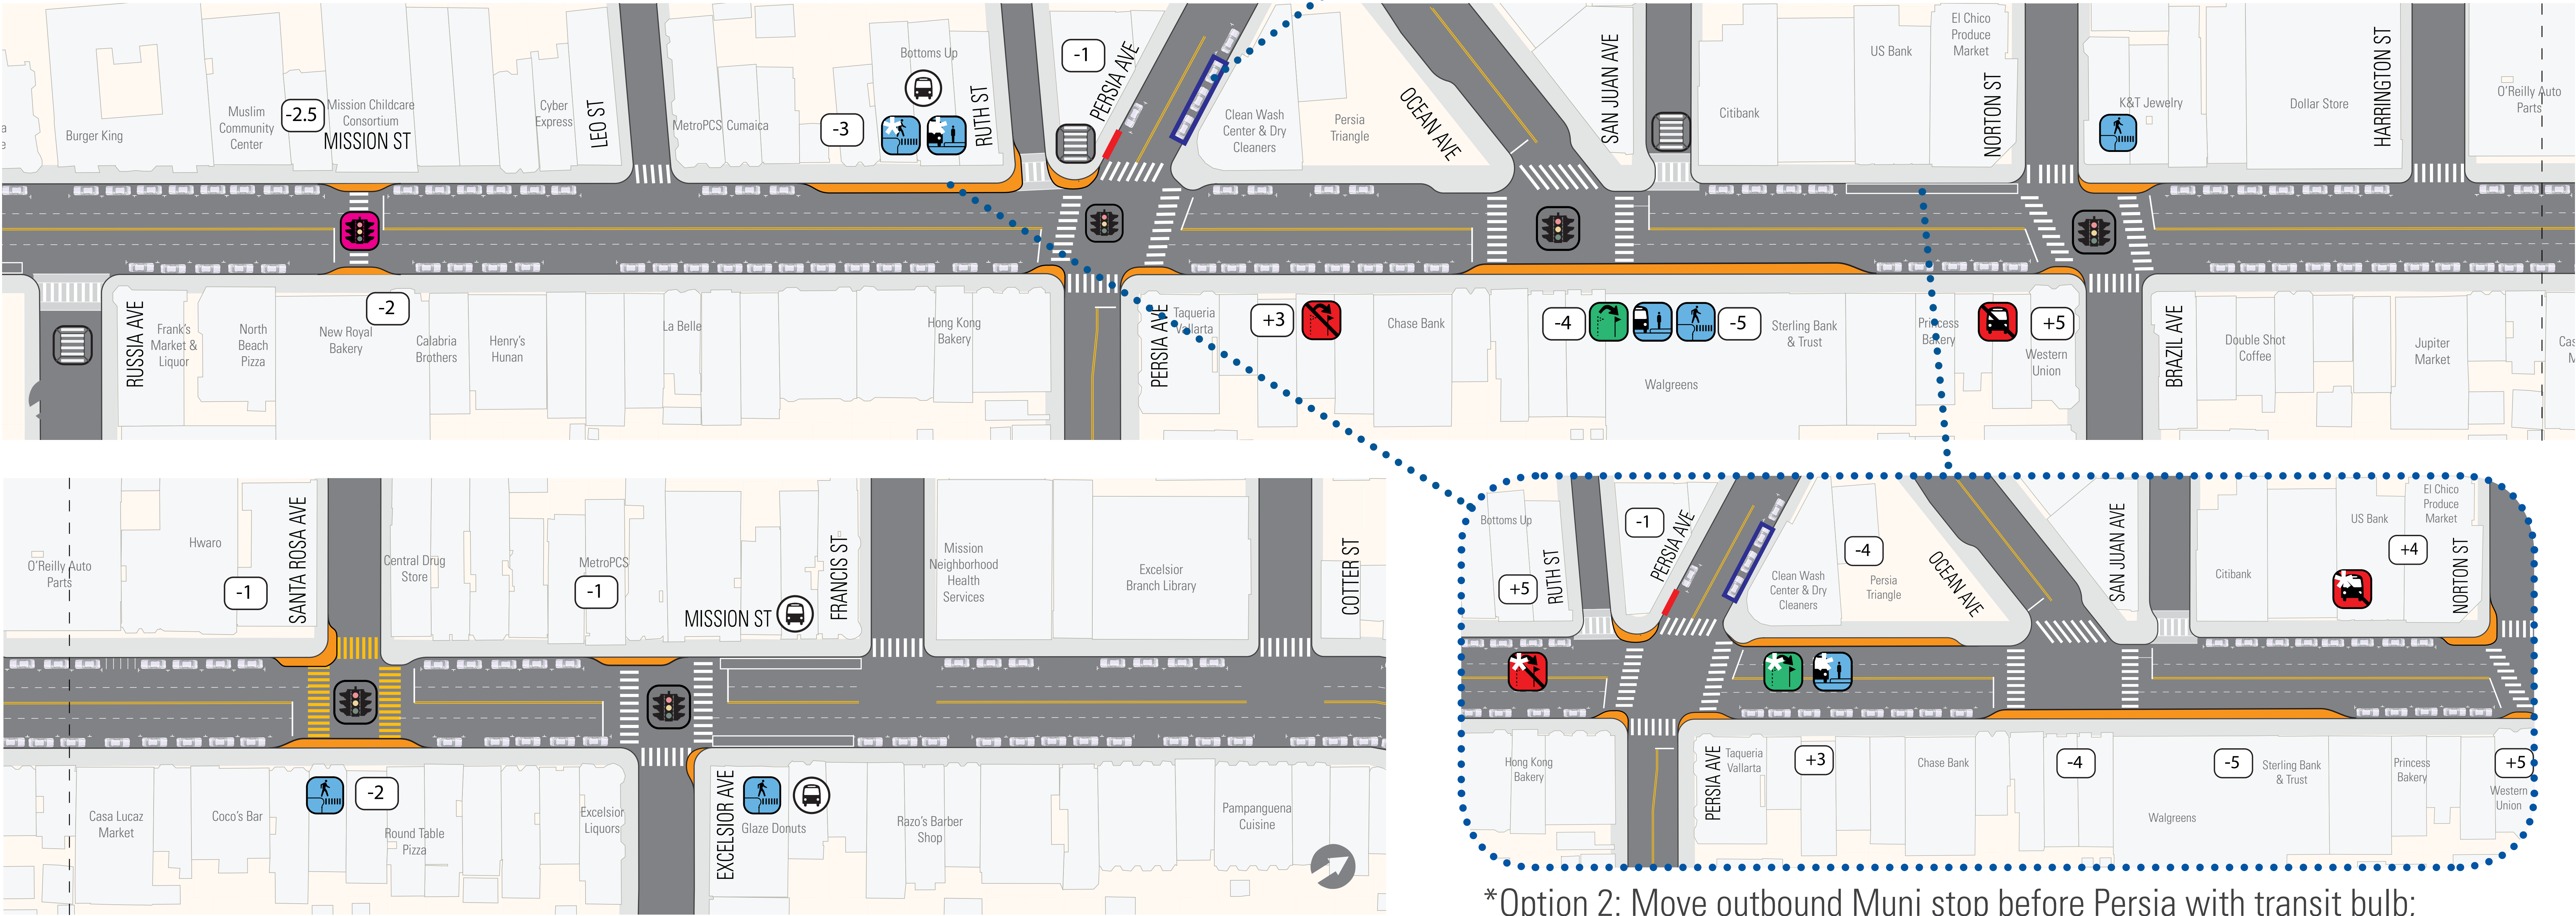 Burger King
Muslim
Community
Center
-2.5
Mission Childcare
Consortium
MISSION ST
Cyber
Express
LEO ST
MetroPCS
Cumaica
-3
Bottoms Up
RUTH ST
-1
PERSIA AVE
Clean Wash
Center & Dry
Cleaners
Persia
Triangle
OCEAN AVE
SAN JUAN AVE
Citibank
US Bank
El Chico
Produce
Market
NORTON ST
K&T Jewelry
Dollar Store
HARRINGTON ST
O'Reilly Auto
Parts
RUSSIA AVE
Frank's
Market &
Liquor
North
Beach
Pizza
New Royal
Bakery
-2
Calabria
Brothers
Henry's
Hunan
La Belle
Hong Kong
Bakery
PERSIA AVE
Taqueria
Vallarta
+3
Chase Bank
-4
-5
Walgreens
Sterling Bank
& Trust
Princess
Bakery
+5
Western
Union
BRAZIL AVE
Double Shot
Coffee
Jupiter
Market
O'Reilly Auto
Parts
Hwaro
-1
SANTA ROSA AVE
Central Drug
Store
MetroPCS
-1
MISSION ST
FRANCIS ST
Mission
Neighborhood
Health
Services
Excelsior
Branch Library
COTTER ST
Casa Lucaz
Market
Coco's Bar
-2
Round Table
Pizza
Excelsior
Liquors
EXCELSIOR AVE
Glaze Donuts
Razo's Barber
Shop
Pampanguena
Cuisine
Bottoms Up
+5
RUTH ST
-1
PERSIA AVE
-4
Clean Wash
Center & Dry
Cleaners
Persia
Triangle
OCEAN AVE
SAN JUAN AVE
Citibank
US Bank
El Chico
Produce
Market
+4
NORTON ST
Hong Kong
Bakery
PERSIA AVE
Taqueria
Vallarta
+3
Chase Bank
-4
Walgreens
-5
Sterling Bank
& Trust
Princess
Bakery
+5
Western
Union
*Option 2: Move outbound Muni stop before Persia with transit bulb: